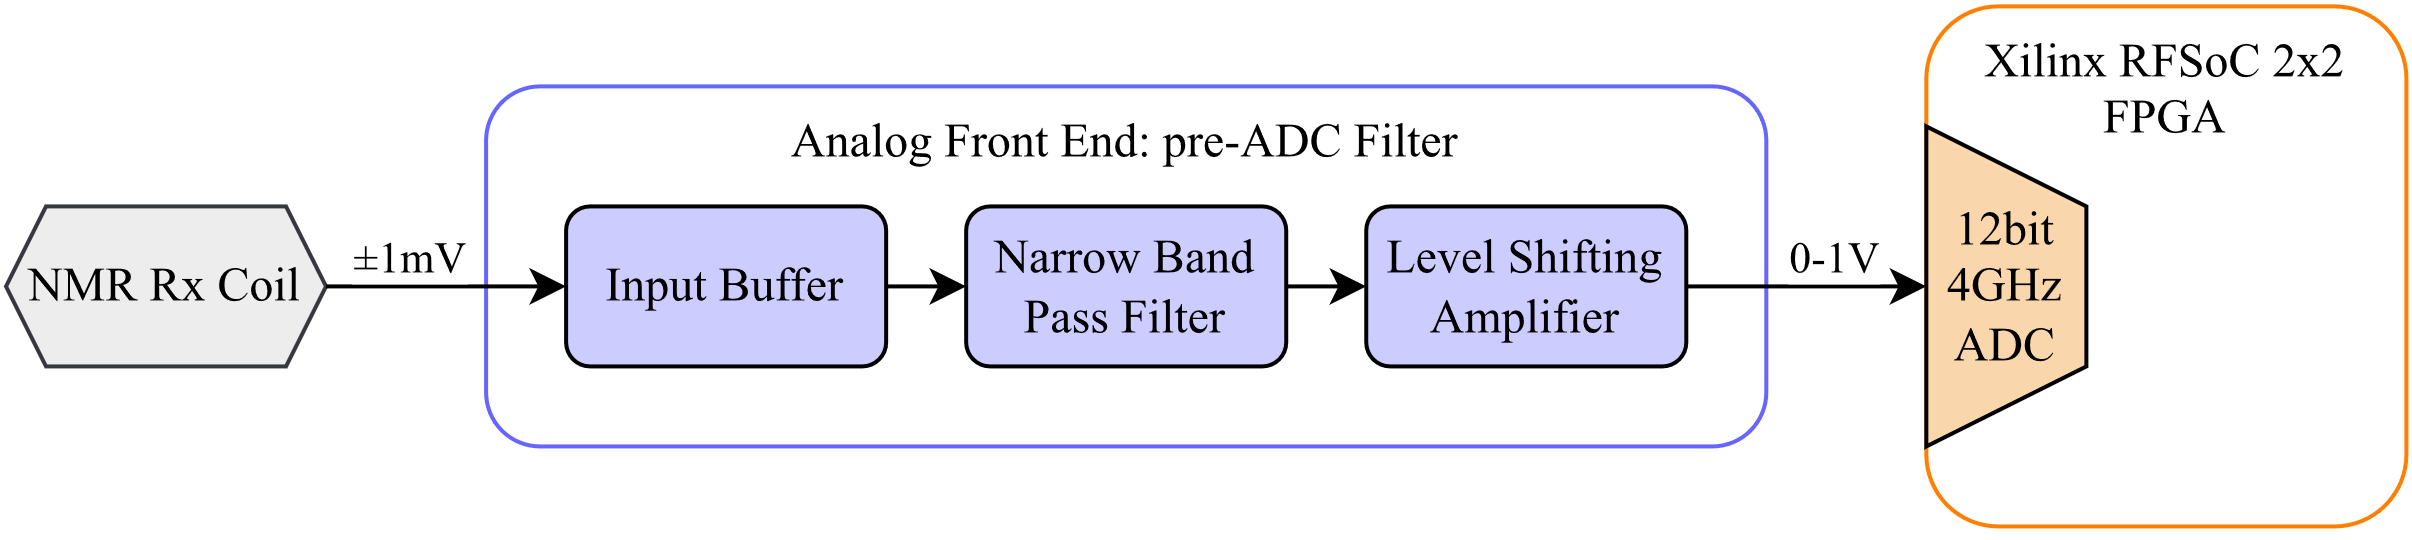 Xilinx RFSoC 2x2
FPGA
Analog Front End: pre-ADC Filter
NMR Rx Coil
±1mV
Input Buffer
Narrow Band
Pass Filter
Level Shifting
Amplifier
0-1V
12bit
4GHz
ADC